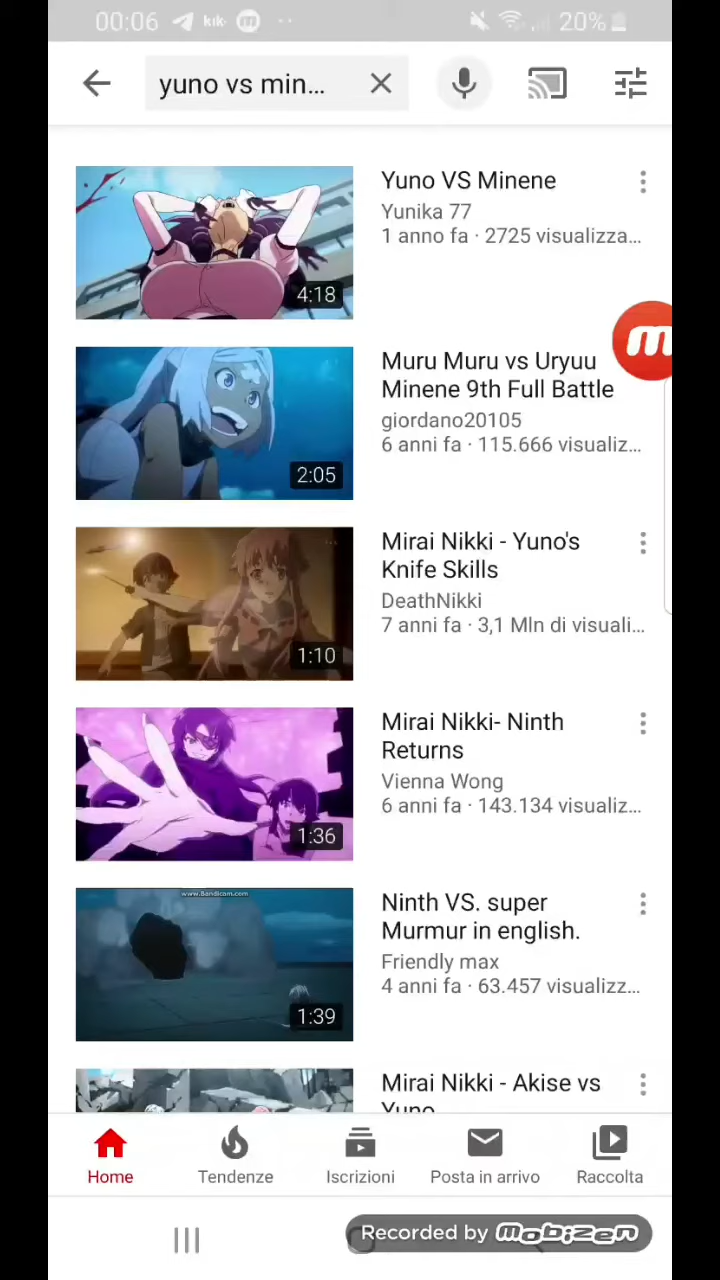 00:06 kik 20%
yuno vs min...
Yuno VS Minene
Yunika 77
1 anno fa · 2725 visualizza...
4:18
m
Muru Muru vs Uryuu
Minene 9th Full Battle
giordano20105
6 anni fa · 115.666 visualiz...
2:05
Mirai Nikki - Yuno's
Knife Skills
DeathNikki
7 anni fa · 3,1 Mln di visuali...
1:10
Mirai Nikki- Ninth
Returns
Vienna Wong
6 anni fa · 143.134 visualiz...
1:36
www.Bandicam.com
Ninth VS. super
Murmur in english.
Friendly max
4 anni fa · 63.457 visualizz...
1:39
Mirai Nikki - Akise vs
Yuno
Home
Tendenze
Iscrizioni
Posta in arrivo
Raccolta
Recorded by mobizen